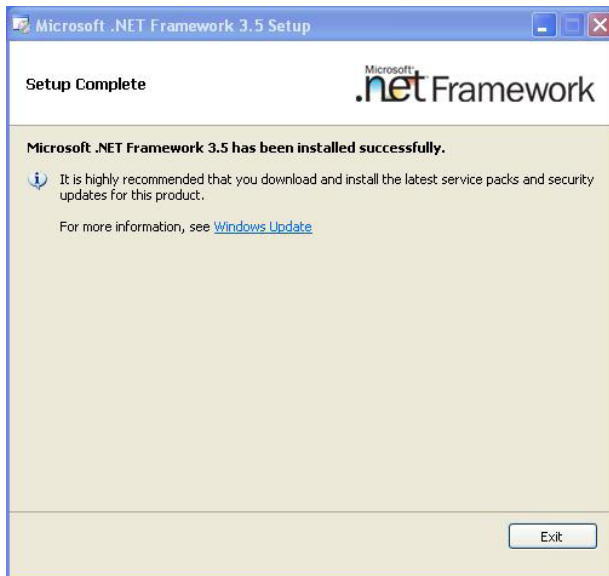 Microsoft .NET Framework 3.5 Setup
Setup Complete
Microsoft
.net Framework
Microsoft .NET Framework 3.5 has been installed successfully.
It is highly recommended that you download and install the latest service packs and security
updates for this product.
For more information, see Windows Update
Exit